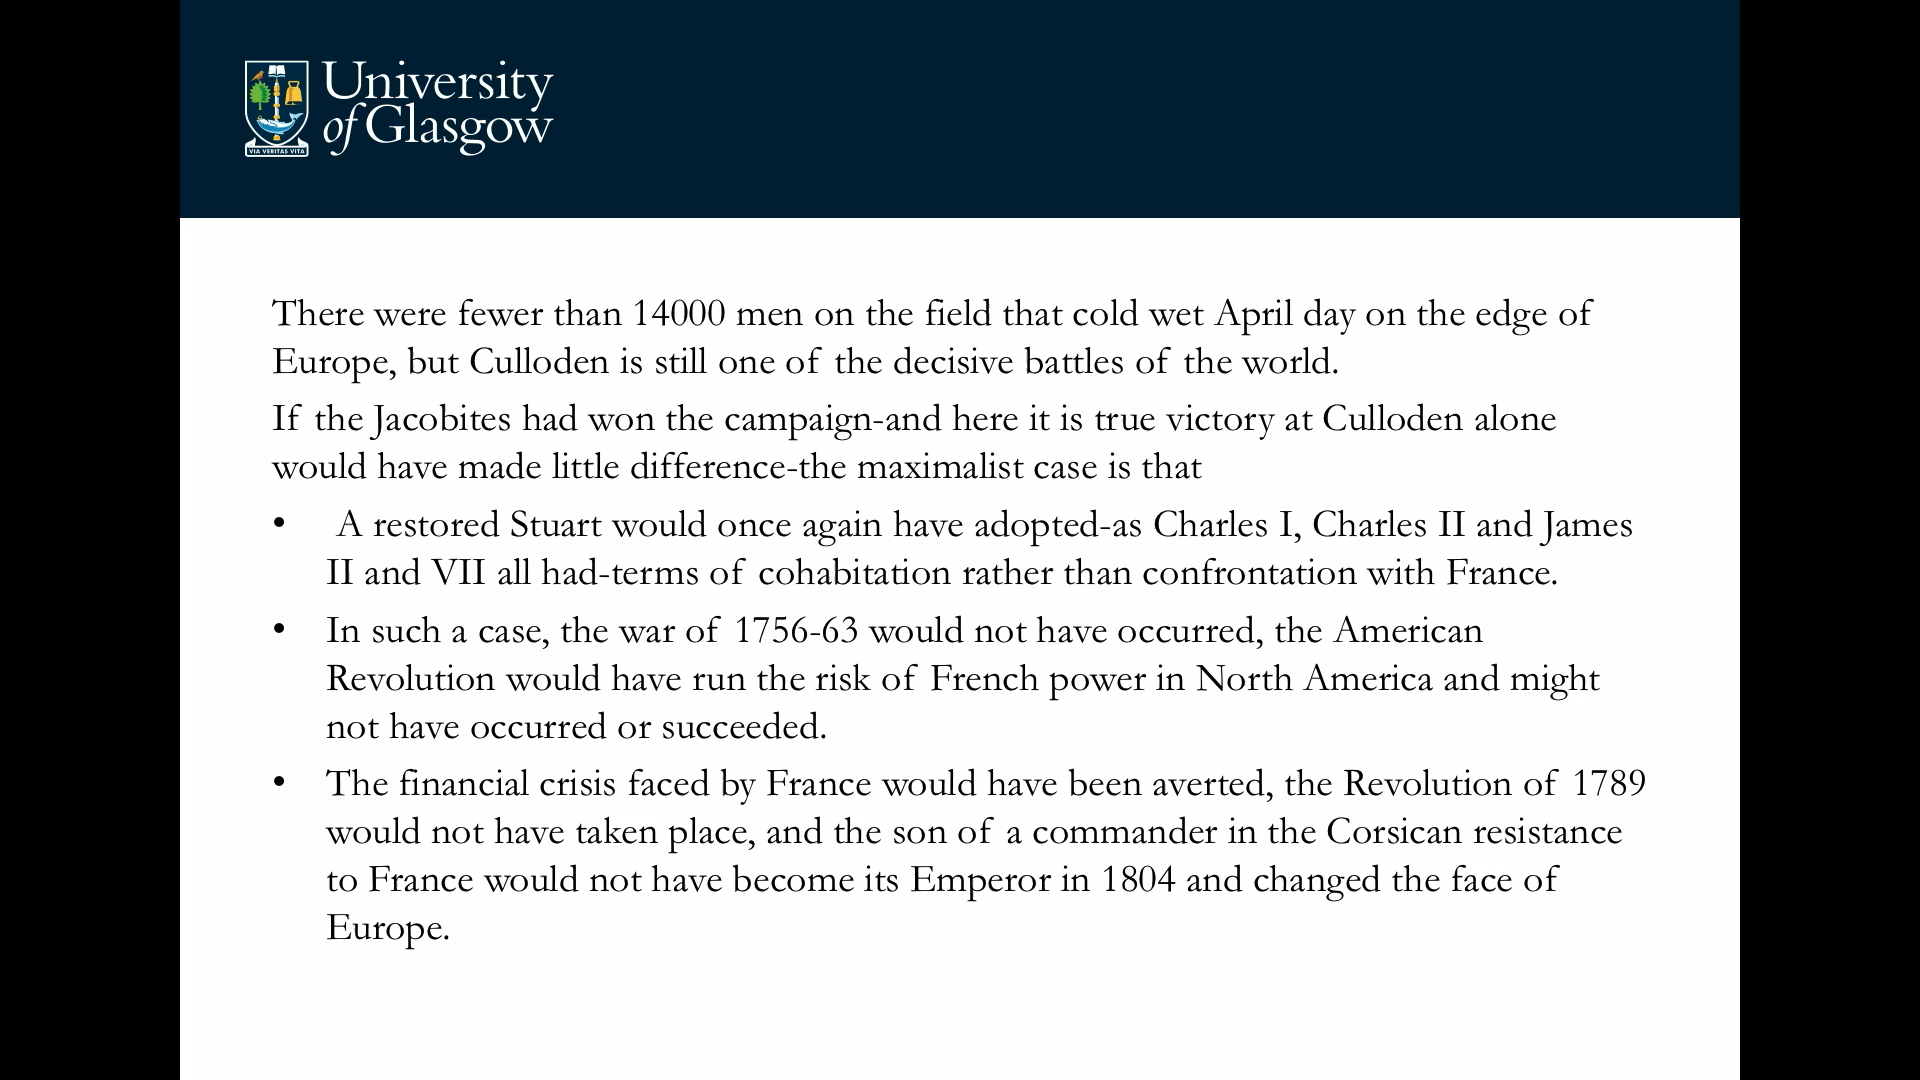 University
of Glasgow
VIA VERITAS VITA
There were fewer than 14000 men on the field that cold wet April day on the edge of
Europe, but Culloden is still one of the decisive battles of the world.
If the Jacobites had won the campaign-and here it is true victory at Culloden alone
would have made little difference-the maximalist case is that
• A restored Stuart would once again have adopted-as Charles I, Charles II and James
II and VII all had-terms of cohabitation rather than confrontation with France.
• In such a case, the war of 1756-63 would not have occurred, the American
Revolution would have run the risk of French power in North America and might
not have occurred or succeeded.
• The financial crisis faced by France would have been averted, the Revolution of 1789
would not have taken place, and the son of a commander in the Corsican resistance
to France would not have become its Emperor in 1804 and changed the face of
Europe.